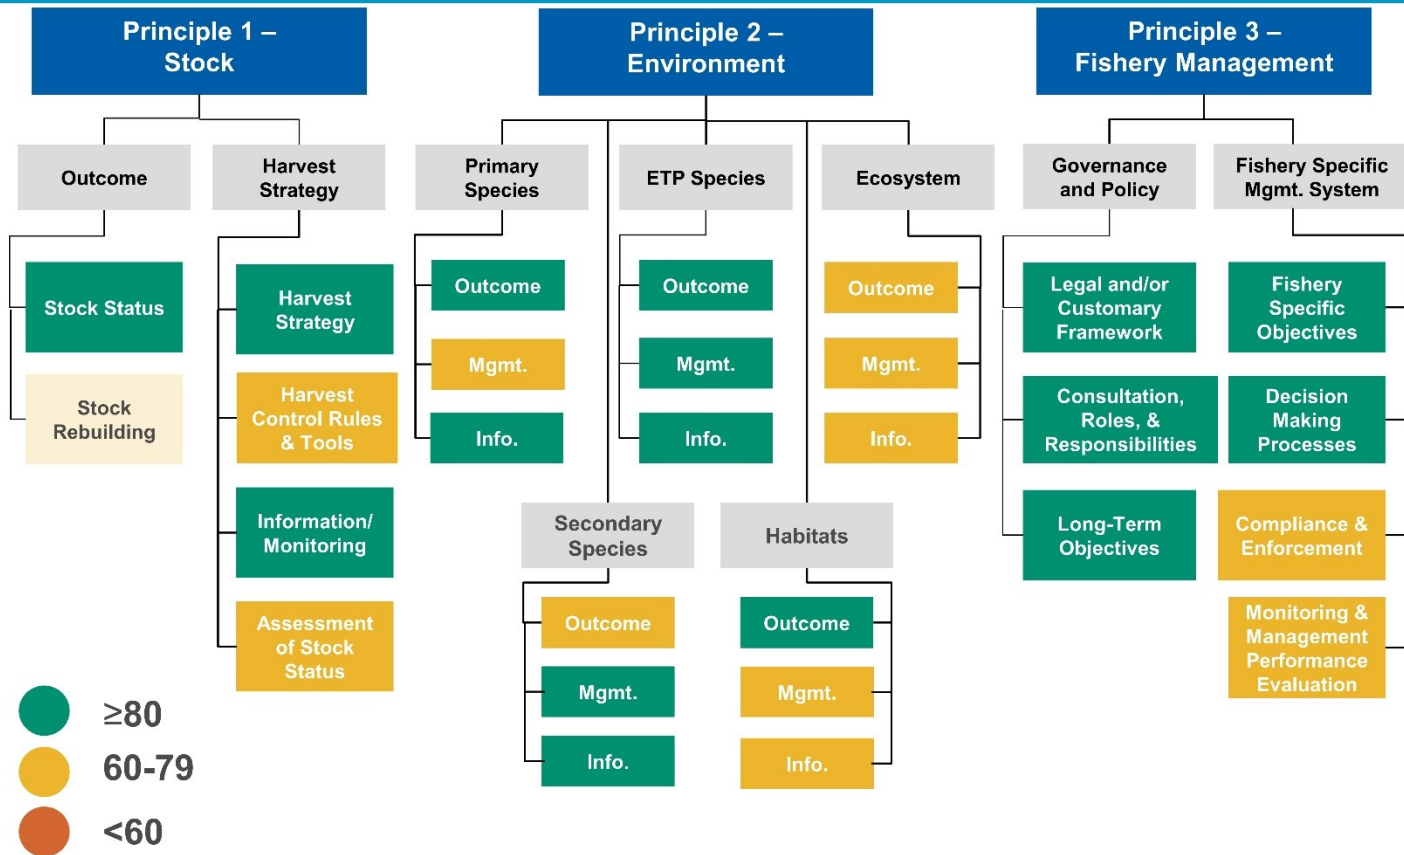 Principle 1 –
Stock
Principle 2 –
Environment
Principle 3 –
Fishery Management
Outcome
Harvest
Strategy
Primary
Species
ETP Species
Ecosystem
Governance
and Policy
Fishery Specific
Mgmt. System
Stock Status
Stock
Rebuilding
Harvest
Strategy
Harvest
Control Rules
& Tools
Information/
Monitoring
Assessment
of Stock
Status
Outcome
Mgmt.
Info.
Outcome
Mgmt.
Info.
Outcome
Mgmt.
Info.
Secondary
Species
Outcome
Mgmt.
Info.
Habitats
Outcome
Mgmt.
Info.
Legal and/or
Customary
Framework
Consultation,
Roles, &
Responsibilities
Long-Term
Objectives
Fishery
Specific
Objectives
Decision
Making
Processes
Compliance &
Enforcement
Monitoring &
Management
Performance
Evaluation
≥80
60-79
<60